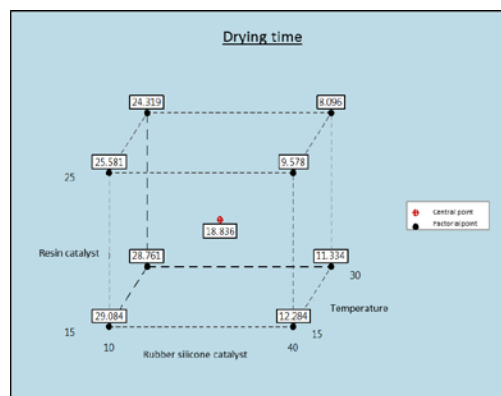 Drying time
24.319
8.096
25.581
9.578
25
18.836
Central point
Factorial point
Resin catalyst
28.761
11.334
30
Temperature
29.084
12.284
15
15
10
40
Rubber silicone catalyst